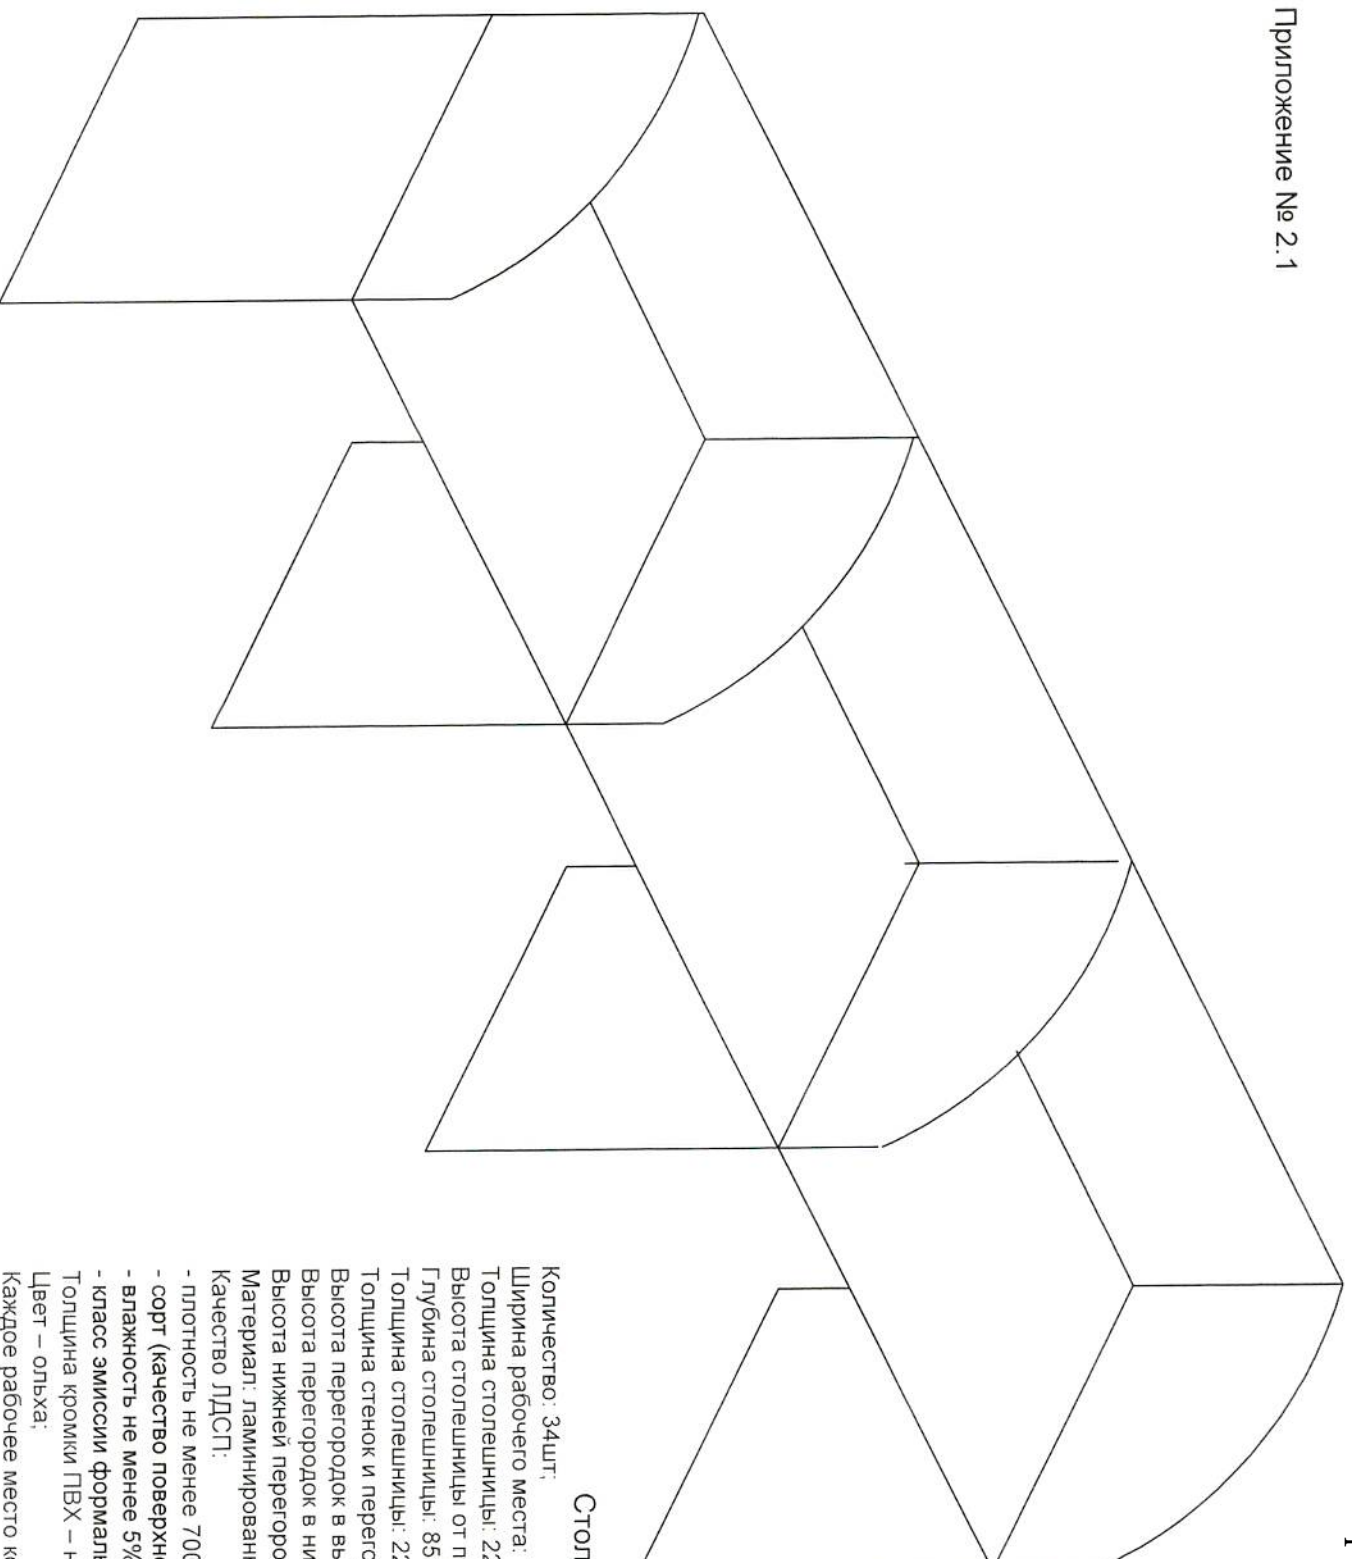 Приложение № 2.1
Стол
Количество: 34шт;
Ширина рабочего места:
Толщина столешницы: 22
Высота столешницы от п
Глубина столешницы: 85
Толщина столешницы: 22
Толщина стенок и перего
Высота перегородок в вы
Высота перегородок в ни
Высота нижней перегоро
Материал: ламинирован
Качество ЛДСП:
- плотность не менее 700
- сорт (качество поверхно
- влажность не менее 5%
- класс эмиссии формаль
Толщина кромки ПВХ – н
Цвет – ольха;
Каждое рабочее место ко